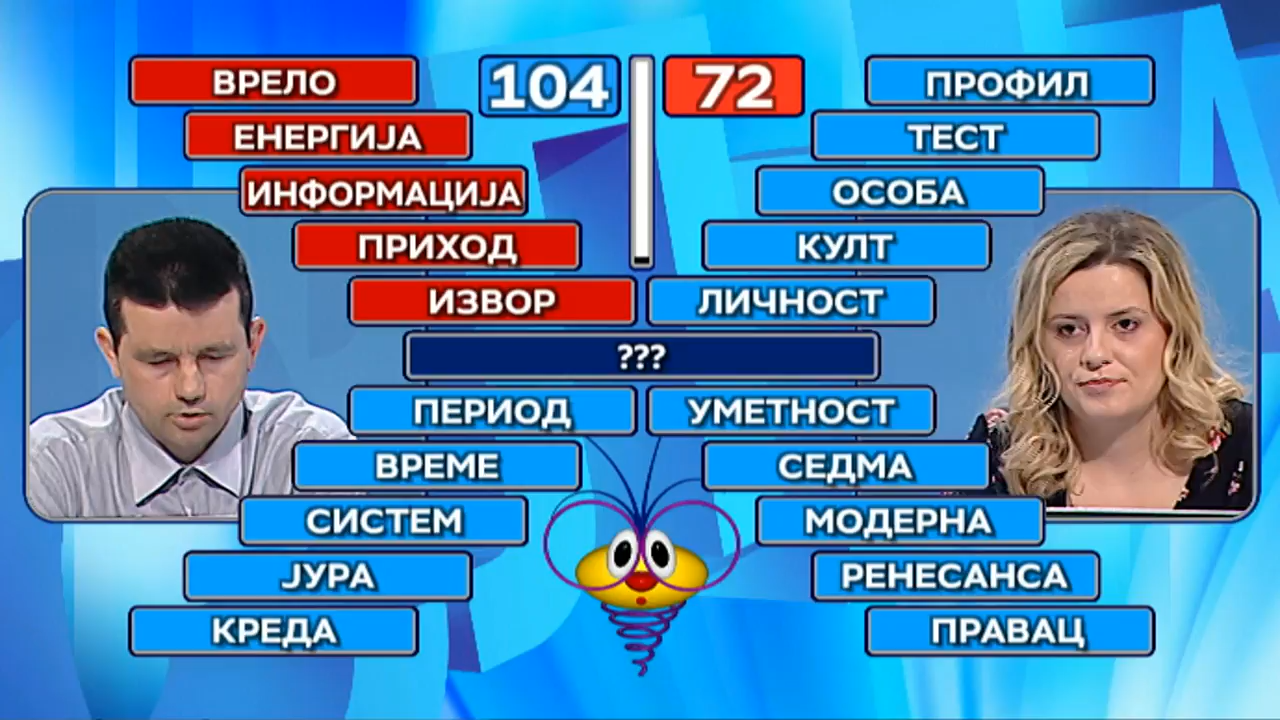 ВРЕЛО 104 72 ПРОФИЛ
ЕНЕРГИЈА ТЕСТ
ИНФОРМАЦИЈА ОСОБА
ПРИХОД КУЛТ
ИЗВОР ЛИЧНОСТ
???
ПЕРИОД УМЕТНОСТ
ВРЕМЕ СЕДМА
СИСТЕМ МОДЕРНА
ЈУРА РЕНЕСАНСА
КРЕДА ПРАВАЦ